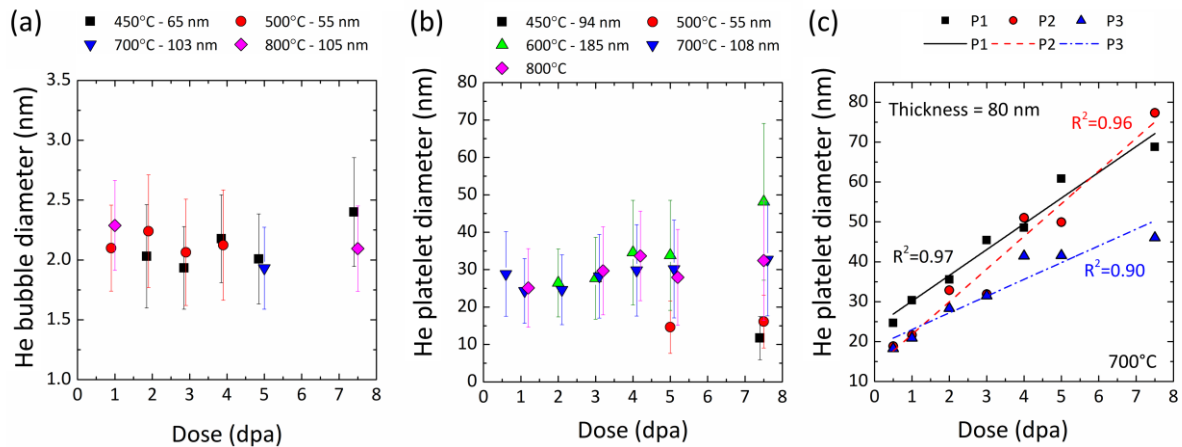 (a)
450°C - 65 nm 500°C - 55 nm
700°C - 103 nm 800°C - 105 nm
He bubble diameter (nm)
3.5
3.0
2.5
2.0
1.5
1.0
0 1 2 3 4 5 6 7 8
Dose (dpa)
(b)
450°C - 94 nm 500°C - 55 nm
600°C - 185 nm 700°C - 108 nm
800°C
He platelet diameter (nm)
80
70
60
50
40
30
20
10
0
0 1 2 3 4 5 6 7 8
Dose (dpa)
(c)
P1 P2 P3
P1 P2 P3
He platelet diameter (nm)
80
70
60
50
40
30
20
10
Thickness = 80 nm
R²=0.96
R²=0.97
R²=0.90
700°C
0 1 2 3 4 5 6 7 8
Dose (dpa)